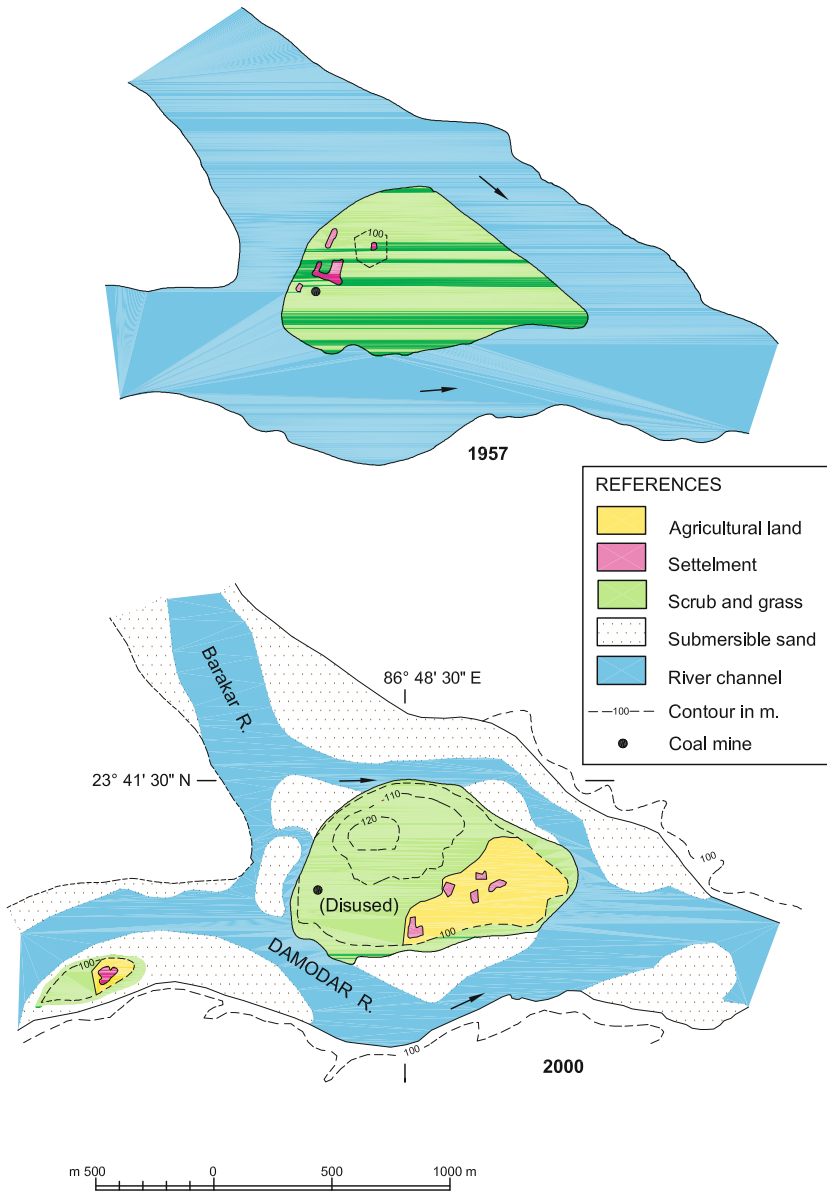 100
1957
REFERENCES
Agricultural land
Settelment
Scrub and grass
Submersible sand
River channel
100 Contour in m.
Coal mine
Barakar R.
86° 48' 30" E
23° 41' 30" N
110
120
100
(Disused)
100
100
DAMODAR R.
100
2000
m 500 0 500 1000 m